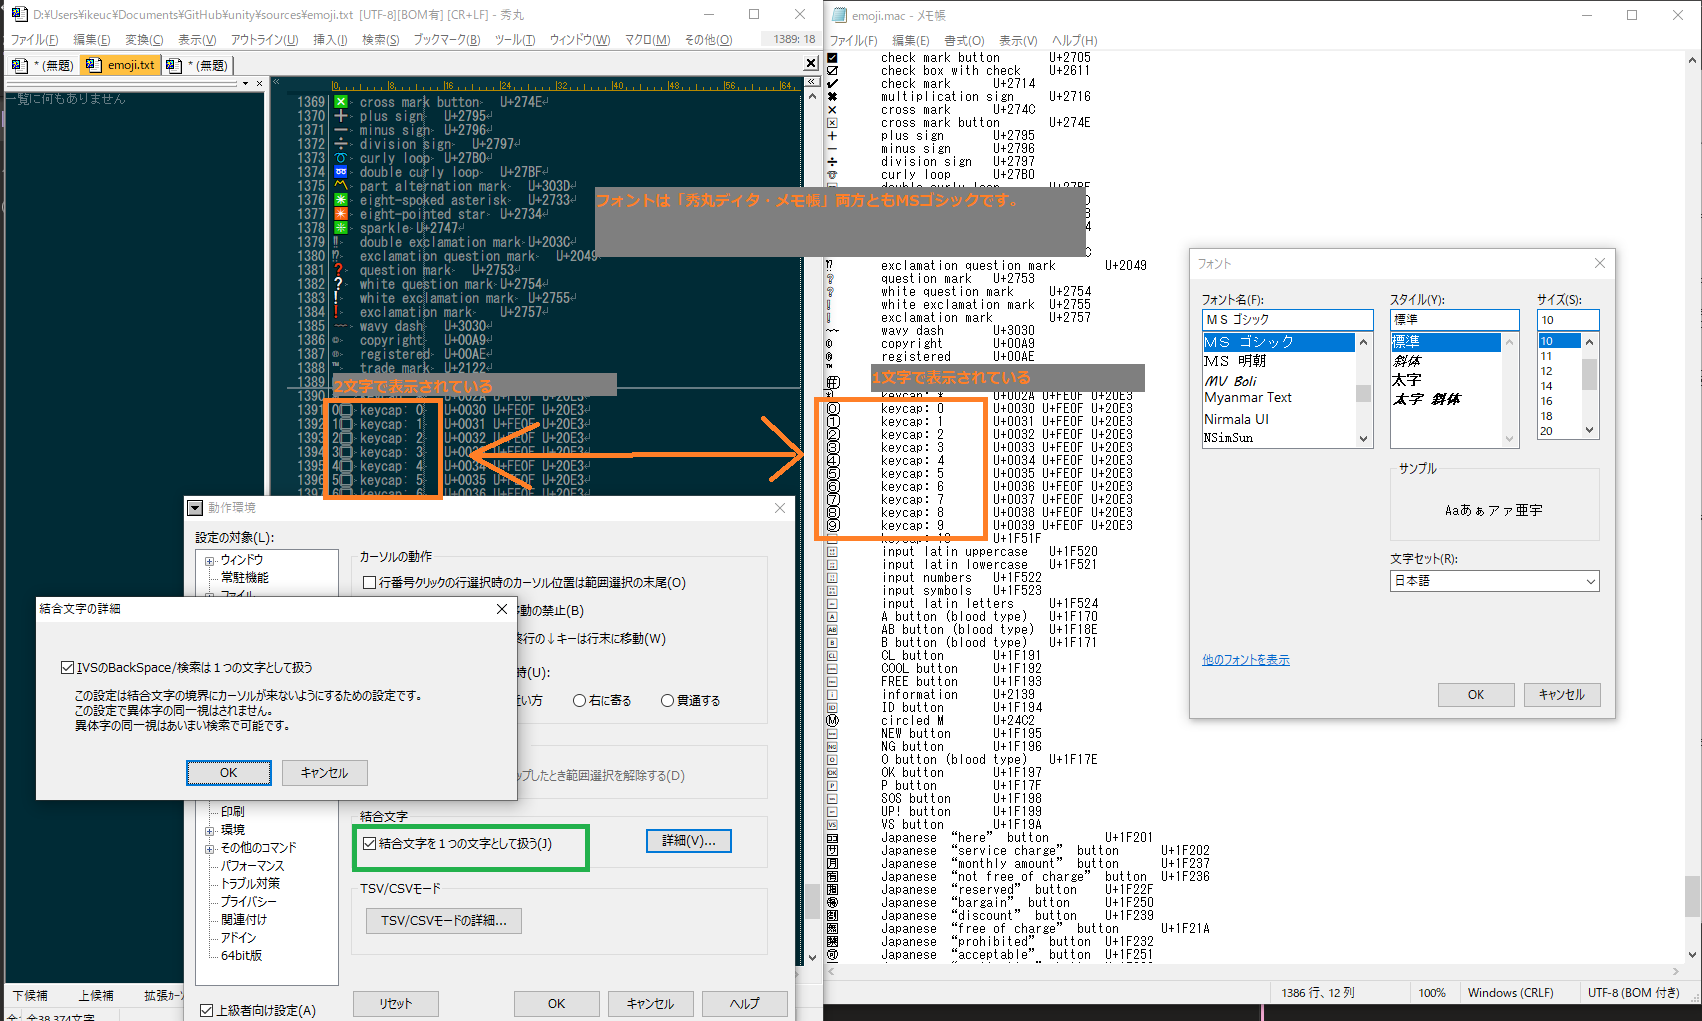 D:¥Users¥ikeuc¥Documents¥GitHub¥unity¥sources¥emoji.txt [UTF-8][BOM有] [CR+LF] - 秀丸
ファイル(F) 編集(E) 変換(C) 表示(V) アウトライン(U) 挿入(I) 検索(S) ブックマーク(B) ツール(T) ウィンドウ(W) マクロ(M) その他(O) 1389: 18
* (無題) emoji.txt * (無題)
一覧に何もありません
0 8 16 24 32 40 48 56 64
1369 cross mark button U+274E
1370 plus sign U+2795
1371 minus sign U+2796
1372 division sign U+2797
1373 curly loop U+27B0
1374 double curly loop U+27BF
1375 part alternation mark U+303D
1376 eight-spoked asterisk U+2733
1377 eight-pointed star U+2734
1378 sparkle U+2747
1379 ‼ double exclamation mark U+203C
1380 ⁉ exclamation question mark U+2049
1381 ❓ question mark U+2753
1382 ❔ white question mark U+2754
1383 ❕ white exclamation mark U+2755
1384 ❗ exclamation mark U+2757
1385 〰 wavy dash U+3030
1386 © copyright U+00A9
1387 ® registered U+00AE
1388 ™ trade mark U+2122
1389
2文字で表示されている
U+002A U+FE0F U+20E3
1391 0 keycap: 0 U+0030 U+FE0F U+20E3
1392 1 keycap: 1 U+0031 U+FE0F U+20E3
1393 2 keycap: 2 U+0032 U+FE0F U+20E3
1394 3 keycap: 3 U+FE0F U+20E3
1395 4 keycap: 4 U+0034 U+FE0F U+20E3
1396 5 keycap: 5 U+0035 U+FE0F U+20E3
1397 6 keycap: 6 U+0036 U+FE0F U+20E3
フォントは「秀丸デイタ・メモ帳」両方ともMSゴシックです。
動作環境
設定の対象(L):
ウィンドウ
常駐機能
ファイル
印刷
環境
その他のコマンド
パフォーマンス
トラブル対策
プライバシー
関連付け
アドイン
64bit版
上級者向け設定(A)
カーソルの動作
行番号クリックの行選択時のカーソル位置は範囲選択の末尾(O)
移動の禁止(B)
終行の↓キーは行末に移動(W)
時(U):
近い方 右に寄る 貫通する
ップしたとき範囲選択を解除する(D)
結合文字
結合文字を１つの文字として扱う(J) 詳細(V)...
TSV/CSVモード
TSV/CSVモードの詳細...
リセット OK キャンセル ヘルプ
結合文字の詳細
IVSのBackSpace/検索は１つの文字として扱う
この設定は結合文字の境界にカーソルが来ないようにするための設定です。
この設定で異体字の同一視はされません。
異体字の同一視はあいまい検索で可能です。
OK キャンセル
下候補 上候補 拡張カーソ
全38,374文字
emoji.mac - メモ帳
ファイル(F) 編集(E) 書式(O) 表示(V) ヘルプ(H)
check mark button U+2705
check box with check U+2611
check mark U+2714
multiplication sign U+2716
cross mark U+274C
cross mark button U+274E
plus sign U+2795
minus sign U+2796
division sign U+2797
curly loop U+27B0
double curly loop U+27BF
exclamation question mark U+2049
question mark U+2753
white question mark U+2754
white exclamation mark U+2755
exclamation mark U+2757
wavy dash U+3030
copyright U+00A9
registered U+00AE
1文字で表示されている
keycap: * U+002A U+FE0F U+20E3
keycap: 0 U+0030 U+FE0F U+20E3
keycap: 1 U+0031 U+FE0F U+20E3
keycap: 2 U+0032 U+FE0F U+20E3
keycap: 3 U+0033 U+FE0F U+20E3
keycap: 4 U+0034 U+FE0F U+20E3
keycap: 5 U+0035 U+FE0F U+20E3
keycap: 6 U+0036 U+FE0F U+20E3
keycap: 7 U+0037 U+FE0F U+20E3
keycap: 8 U+0038 U+FE0F U+20E3
keycap: 9 U+0039 U+FE0F U+20E3
keycap: 10 U+1F51F
input latin uppercase U+1F520
input latin lowercase U+1F521
input numbers U+1F522
input symbols U+1F523
input latin letters U+1F524
A button (blood type) U+1F170
AB button (blood type) U+1F18E
B button (blood type) U+1F171
CL button U+1F191
COOL button U+1F192
FREE button U+1F193
information U+2139
ID button U+1F194
circled M U+24C2
NEW button U+1F195
NG button U+1F196
O button (blood type) U+1F17E
OK button U+1F197
P button U+1F17F
SOS button U+1F198
UP! button U+1F199
VS button U+1F19A
Japanese “here” button U+1F201
Japanese “service charge” button U+1F202
Japanese “monthly amount” button U+1F237
Japanese “not free of charge” button U+1F236
Japanese “reserved” button U+1F22F
Japanese “bargain” button U+1F250
Japanese “discount” button U+1F239
Japanese “free of charge” button U+1F21A
Japanese “prohibited” button U+1F232
Japanese “acceptable” button U+1F251
1386 行、12 列 100% Windows (CRLF) UTF-8 (BOM 付き)
フォント
フォント名(F): スタイル(Y): サイズ(S):
ＭＳ ゴシック 標準 10
ＭＳ ゴシック
ＭＳ 明朝
MV Boli
Myanmar Text
Nirmala UI
NSimSun
標準
斜体
太字
太字 斜体
10
11
12
14
16
18
20
サンプル
Aaあぁアァ亜宇
文字セット(R):
日本語
他のフォントを表示
OK キャンセル